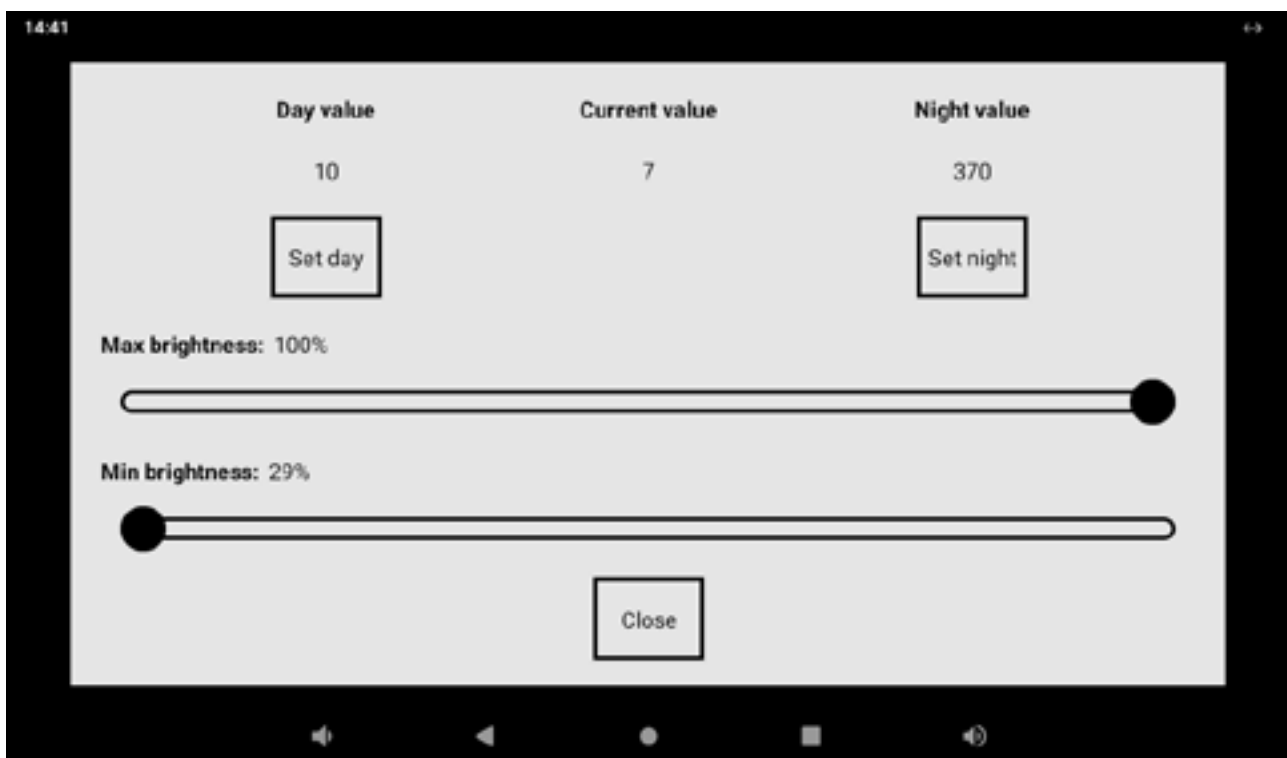 14:41
Day value Current value Night value
10 7 370
Set day Set night
Max brightness: 100%
Min brightness: 29%
Close